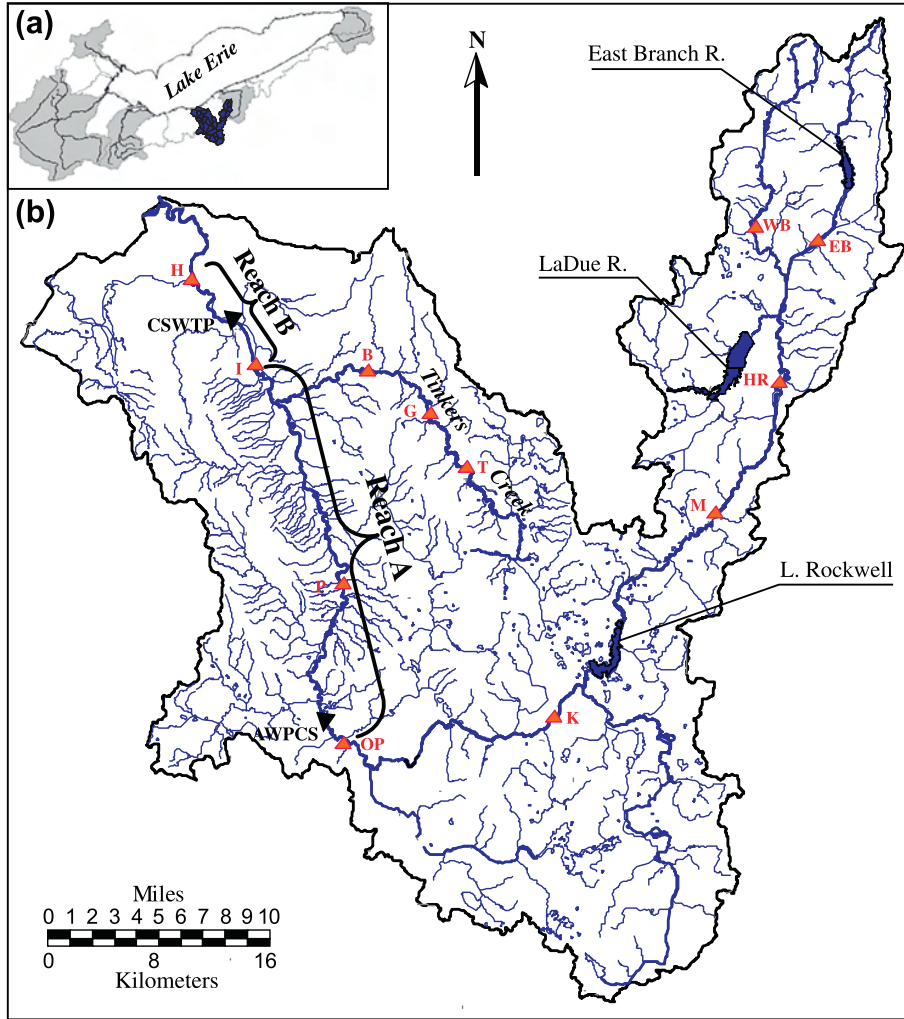 (a)
Lake Erie
N
East Branch R.
(b)
WB
EB
LaDue R.
H
Reach B
CSWTP
I
B
Tinkers
Creek
HR
G
T
Reach A
M
L. Rockwell
P
K
AWPCS
OP
Miles
0 1 2 3 4 5 6 7 8 9 10
0 8 16
Kilometers